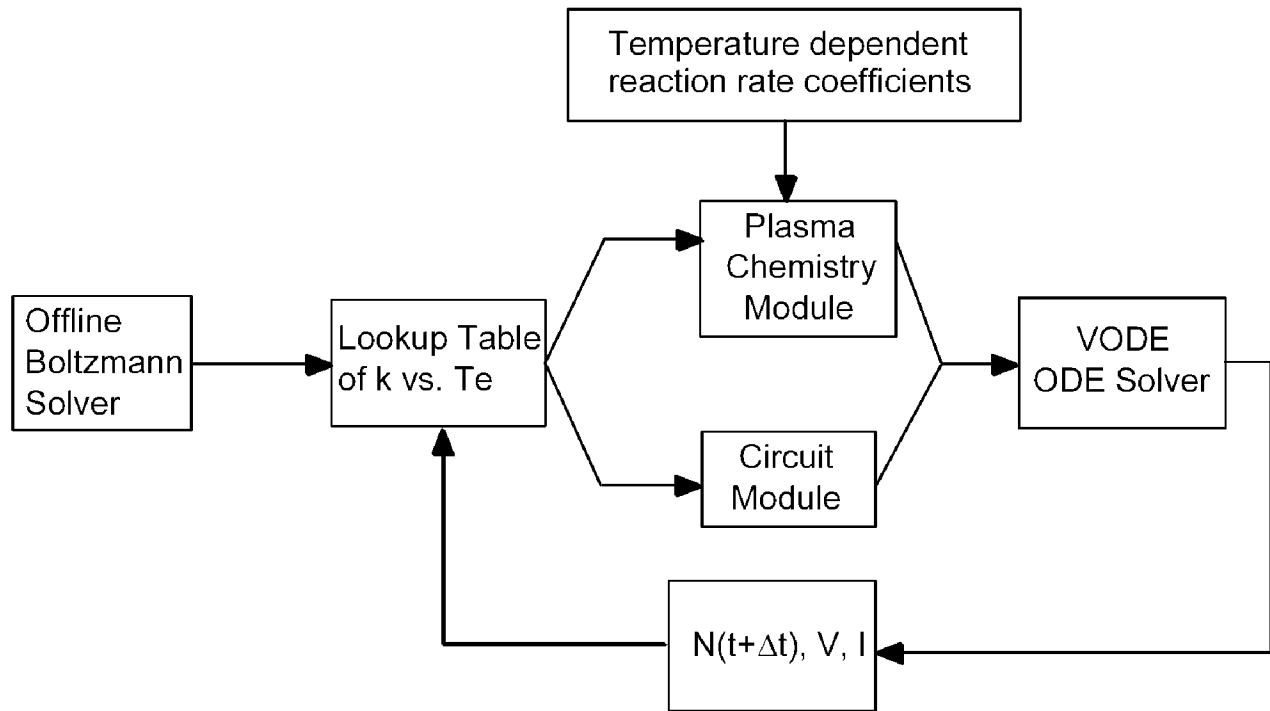 Temperature dependent
reaction rate coefficients
Plasma
Chemistry
Module
Offline
Boltzmann
Solver
Lookup Table
of k vs. Te
VODE
ODE Solver
Circuit
Module
N(t+Δt), V, I